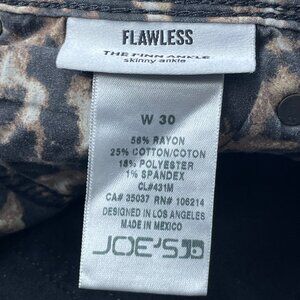 FLAWLESS
THE FINN ANKLE
skinny ankle
W 30
56% RAYON
25% COTTON/COTON
18% POLYESTER
1% SPANDEX
CL#431M
CA# 35037 RN# 106214
DESIGNED IN LOS ANGELES
MADE IN MEXICO
JOE'S